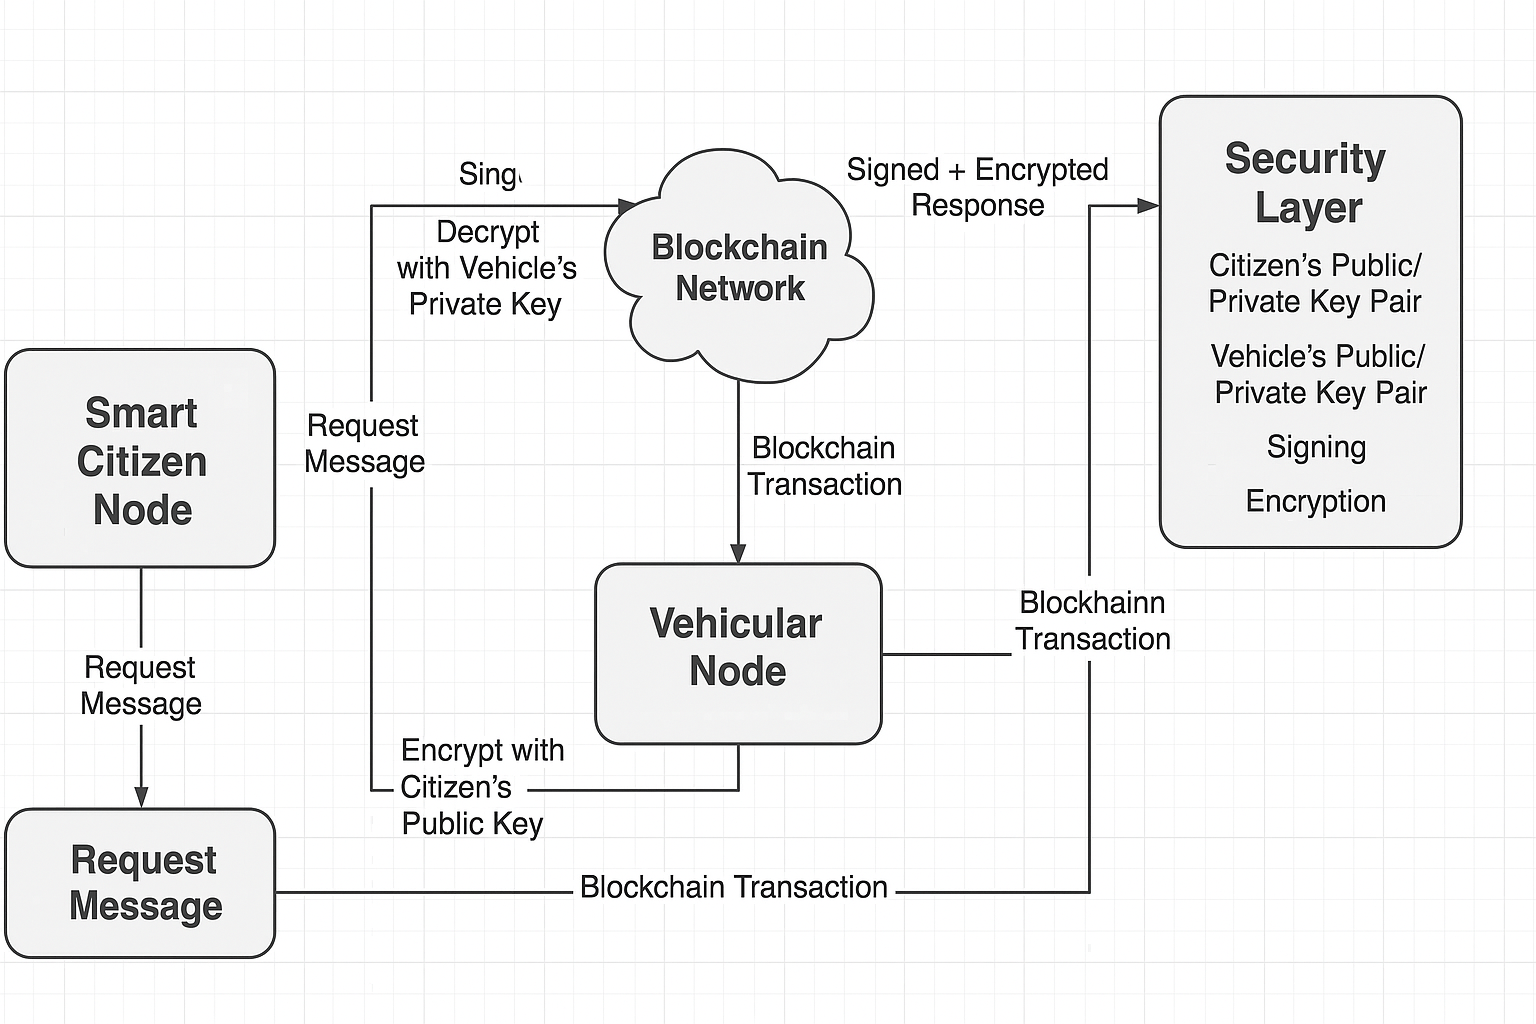 Signed + Encrypted
Response
Decrypt
with Vehicle's
Private Key
Blockchain
Network
Security
Layer
Citizen's Public/
Private Key Pair
Vehicle's Public/
Private Key Pair
Signing
Encryption
Smart
Citizen
Node
Request
Message
Blockchain
Transaction
Vehicular
Node
Blockhainn
Transaction
Request
Message
Encrypt with
Citizen's
Public Key
Request
Message
Blockchain Transaction